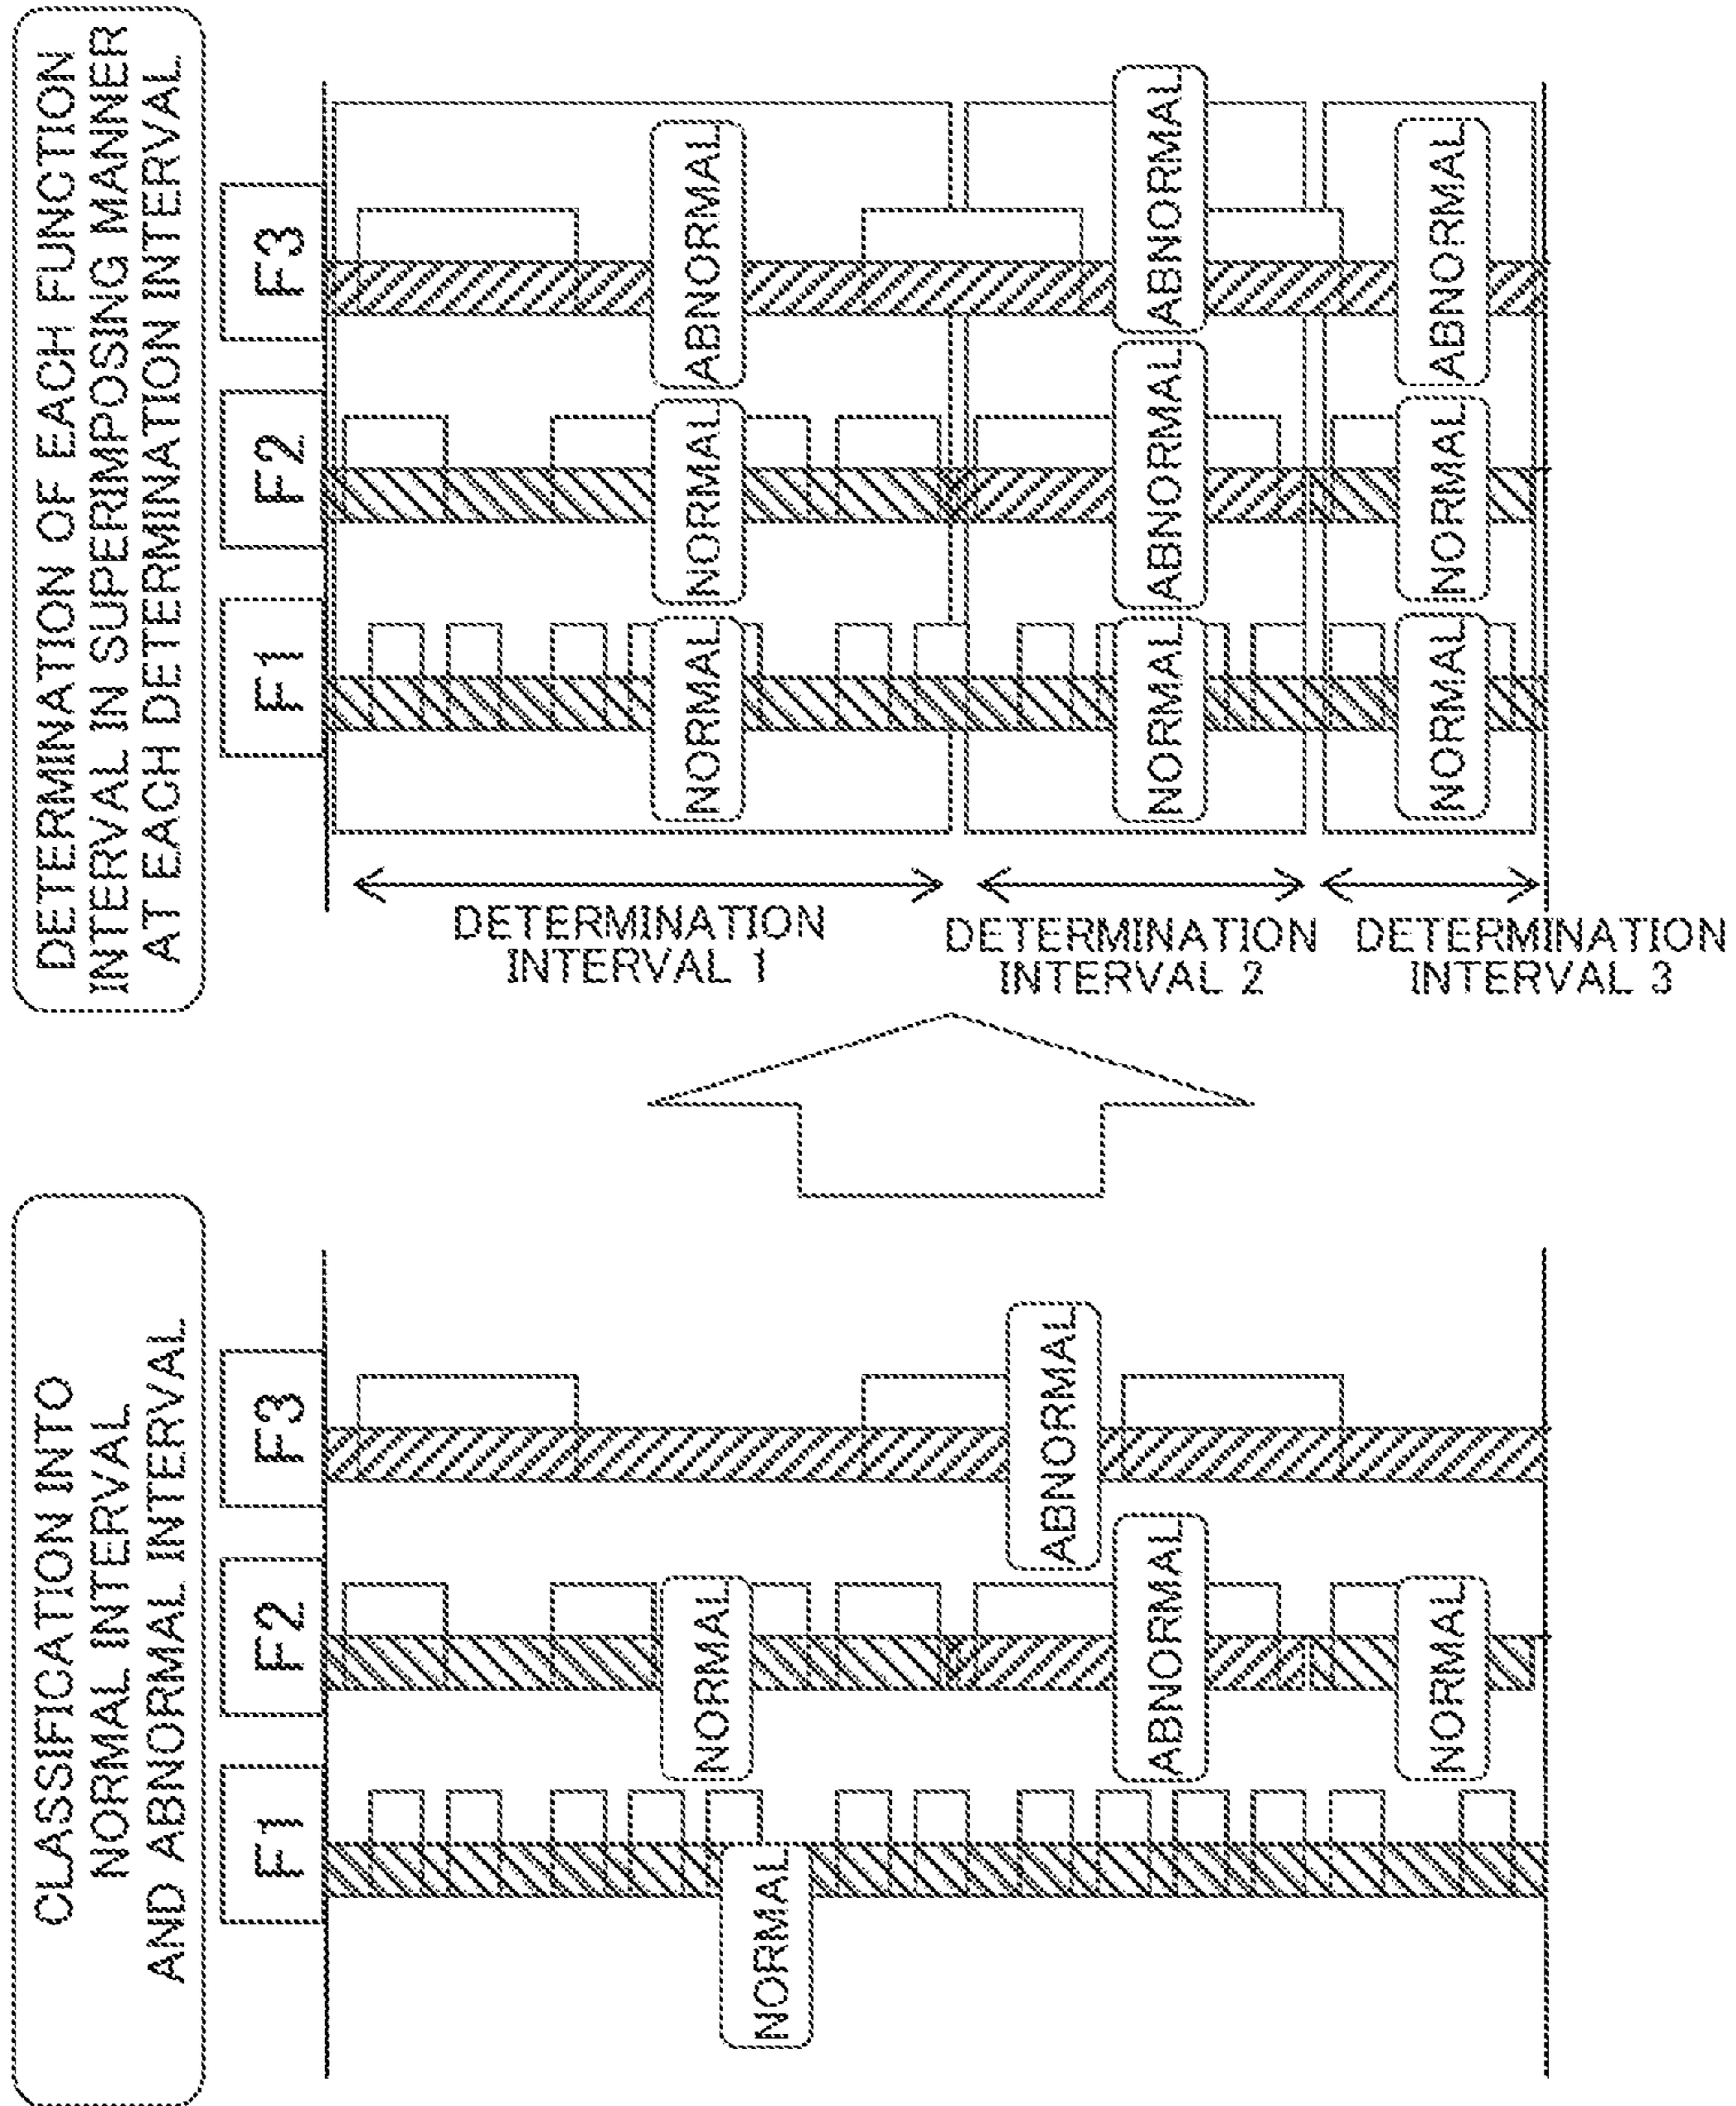 CLASSIFICATION INTO
NORMAL INTERVAL
AND ABNORMAL INTERVAL
F1
F2
F3
NORMAL
NORMAL
ABNORMAL
NORMAL
ABNORMAL
DETERMINATION OF EACH FUNCTION
INTERVAL IN SUPERIMPOSING MANNER
AT EACH DETERMINATION INTERVAL
F1
F2
F3
NORMAL
NORMAL
ABNORMAL
NORMAL
ABNORMAL
ABNORMAL
NORMAL
NORMAL
ABNORMAL
DETERMINATION
INTERVAL 1
DETERMINATION
INTERVAL 2
DETERMINATION
INTERVAL 3